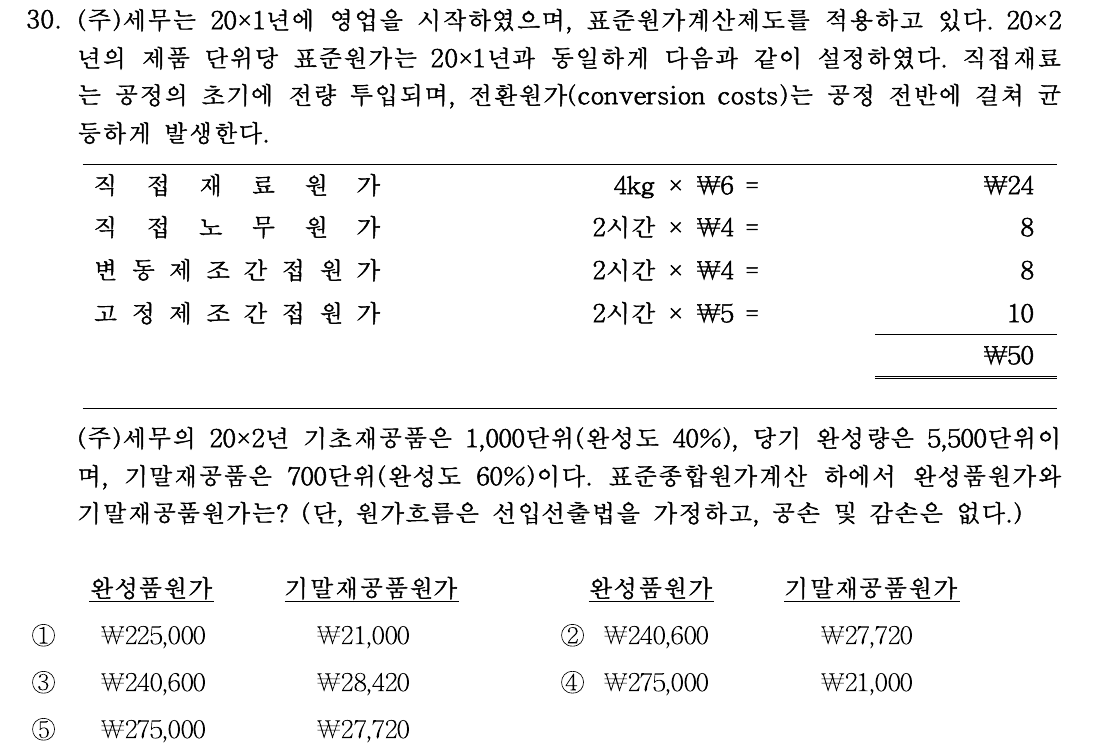 30. (주)세무는 20×1년에 영업을 시작하였으며, 표준원가계산제도를 적용하고 있다. 20×2
년의 제품 단위당 표준원가는 20×1년과 동일하게 다음과 같이 설정하였다. 직접재료
는 공정의 초기에 전량 투입되며, 전환원가(conversion costs)는 공정 전반에 걸쳐 균
등하게 발생한다.
직 접 재 료 원 가 4kg × ₩6 = ₩24
직 접 노 무 원 가 2시간 × ₩4 = 8
변 동 제 조 간 접 원 가 2시간 × ₩4 = 8
고 정 제 조 간 접 원 가 2시간 × ₩5 = 10
₩50
(주)세무의 20×2년 기초재공품은 1,000단위(완성도 40%), 당기 완성량은 5,500단위이
며, 기말재공품은 700단위(완성도 60%)이다. 표준종합원가계산 하에서 완성품원가와
기말재공품원가는? (단, 원가흐름은 선입선출법을 가정하고, 공손 및 감손은 없다.)
완성품원가 기말재공품원가 완성품원가 기말재공품원가
① ₩225,000 ₩21,000 ② ₩240,600 ₩27,720
③ ₩240,600 ₩28,420 ④ ₩275,000 ₩21,000
⑤ ₩275,000 ₩27,720